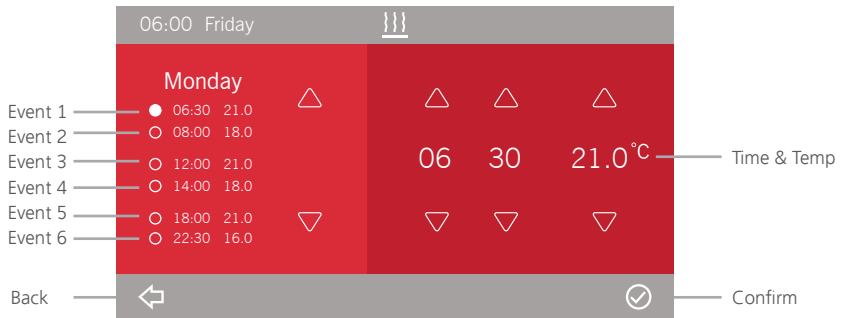 06:00 Friday
Monday
Event 1 06:30 21.0
Event 2 08:00 18.0
Event 3 12:00 21.0
Event 4 14:00 18.0
Event 5 18:00 21.0
Event 6 22:30 16.0
06 30 21.0°C Time & Temp
Back
Confirm